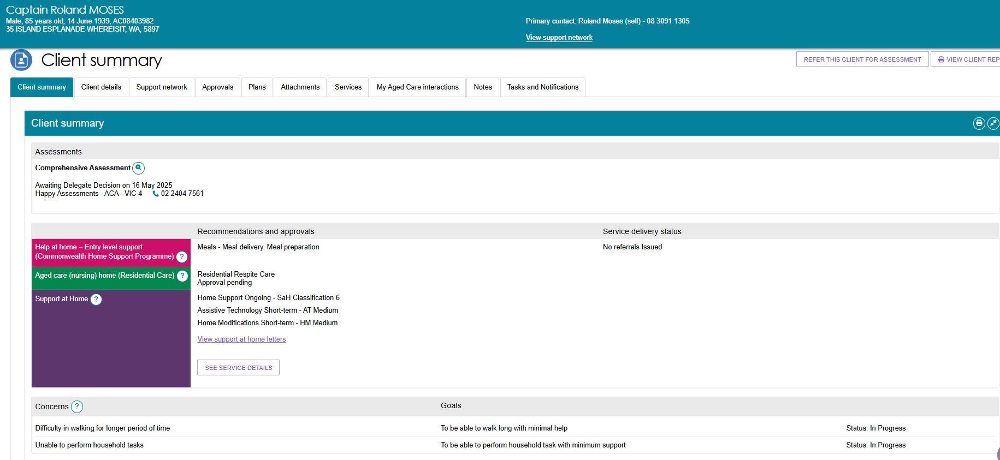 Captain Roland MOSES
Male, 85 years old, 14 June 1939, AC08403982
35 ISLAND ESPLANADE WHEREISIT, WA, 5897
Primary contact: Roland Moses (self) - 08 3091 1305
View support network
Client summary
REFER THIS CLIENT FOR ASSESSMENT
VIEW CLIENT REP
Client summary
Client details
Support network
Approvals
Plans
Attachments
Services
My Aged Care interactions
Notes
Tasks and Notifications
Client summary
Assessments
Comprehensive Assessment
Awaiting Delegate Decision on 16 May 2025
Happy Assessments - ACA - VIC 4 02 2404 7561
Recommendations and approvals
Service delivery status
Help at home – Entry level support
(Commonwealth Home Support Programme) ?
Meals - Meal delivery, Meal preparation
No referrals Issued
Aged care (nursing) home (Residential Care) ?
Residential Respite Care
Approval pending
Support at Home ?
Home Support Ongoing - SaH Classification 6
Assistive Technology Short-term - AT Medium
Home Modifications Short-term - HM Medium
View support at home letters
SEE SERVICE DETAILS
Concerns ?
Goals
Difficulty in walking for longer period of time
To be able to walk long with minimal help
Status: In Progress
Unable to perform household tasks
To be able to perform household task with minimum support
Status: In Progress